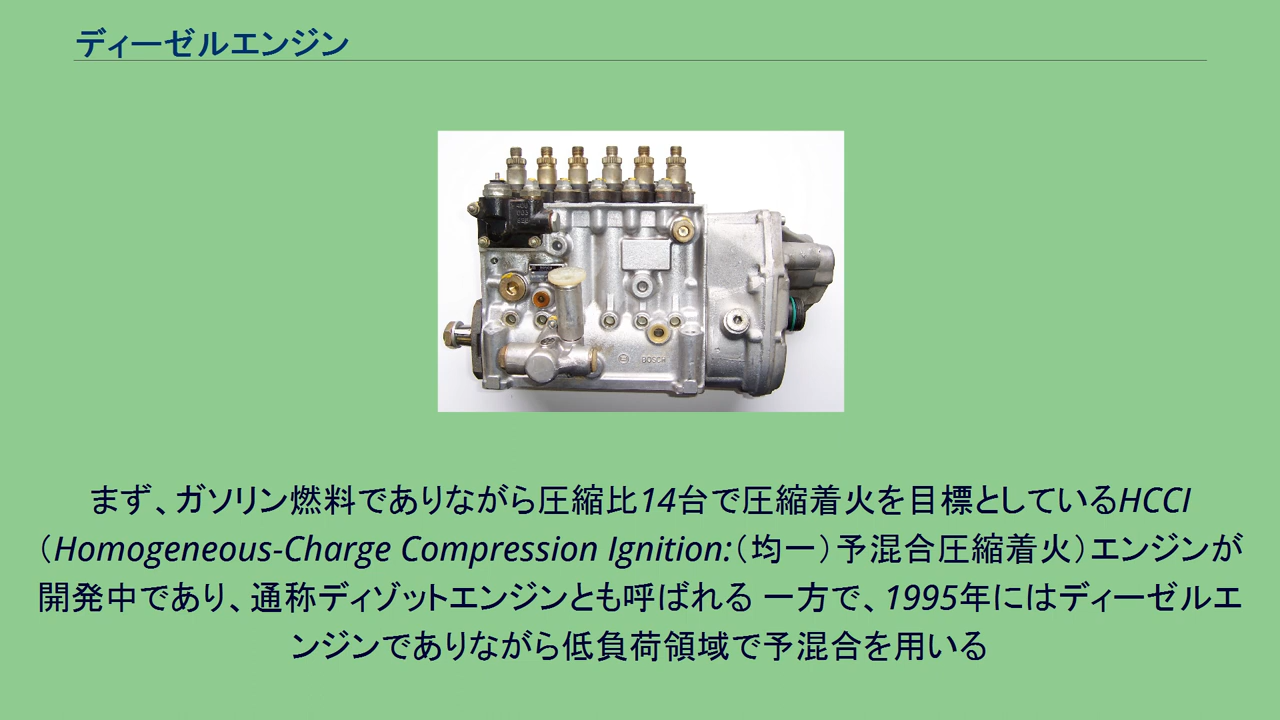 ディーゼルエンジン
BOSCH
まず、ガソリン燃料でありながら圧縮比14台で圧縮着火を目標としているHCCI
（Homogeneous-Charge Compression Ignition:（均一）予混合圧縮着火）エンジンが
開発中であり、通称ディゾットエンジンとも呼ばれる 一方で、1995年にはディーゼルエ
ンジンでありながら低負荷領域で予混合を用いる